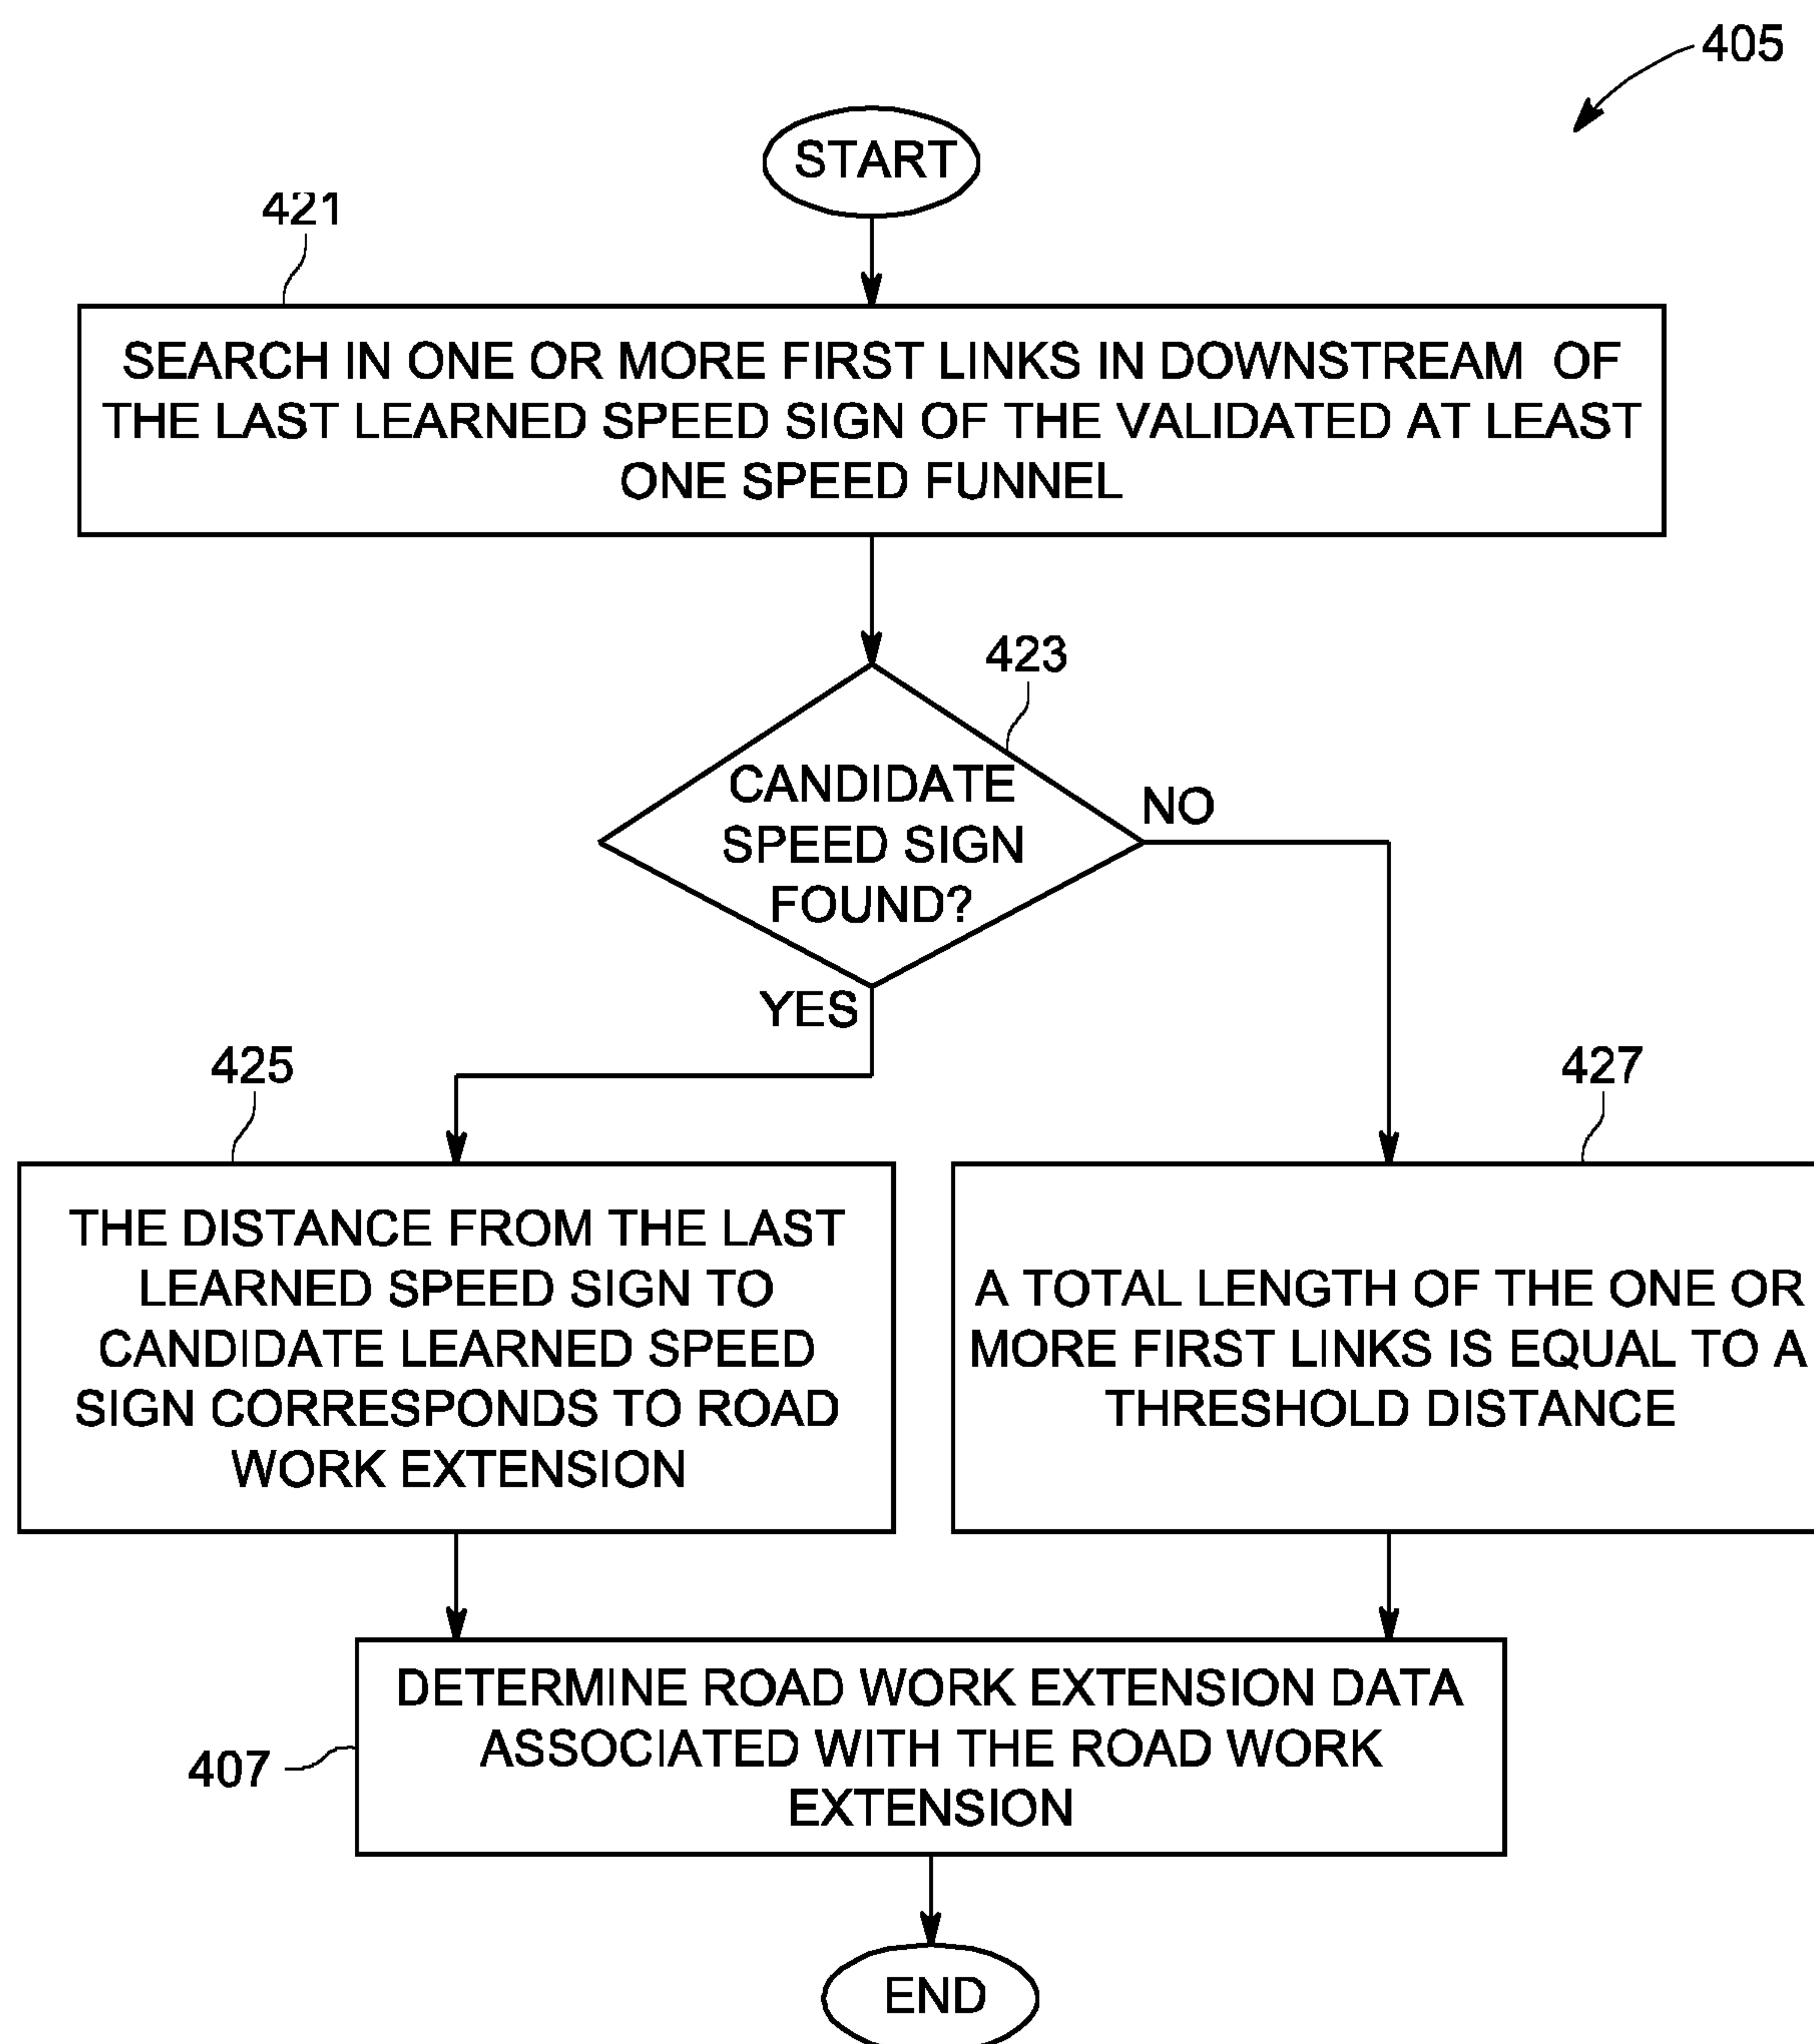 405
START
421
SEARCH IN ONE OR MORE FIRST LINKS IN DOWNSTREAM OF
THE LAST LEARNED SPEED SIGN OF THE VALIDATED AT LEAST
ONE SPEED FUNNEL
423
CANDIDATE
SPEED SIGN
FOUND?
NO
YES
425
427
THE DISTANCE FROM THE LAST
LEARNED SPEED SIGN TO
CANDIDATE LEARNED SPEED
SIGN CORRESPONDS TO ROAD
WORK EXTENSION
A TOTAL LENGTH OF THE ONE OR
MORE FIRST LINKS IS EQUAL TO A
THRESHOLD DISTANCE
DETERMINE ROAD WORK EXTENSION DATA
ASSOCIATED WITH THE ROAD WORK
EXTENSION
407
END